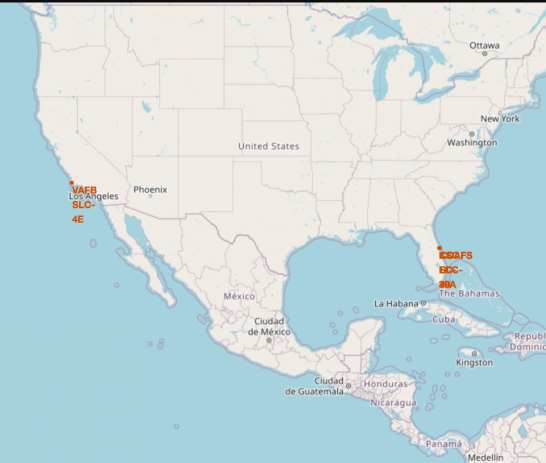 Ottawa
New York
United States
Washington
VAFB
Los Angeles
Phoenix
SLC-
4E
The Bahamas
México
La Habana
Cuba
Ciudad
de México
Kingston
Ciudad
de Guatemala
Honduras
Nicaragua
Panamá
Medellín